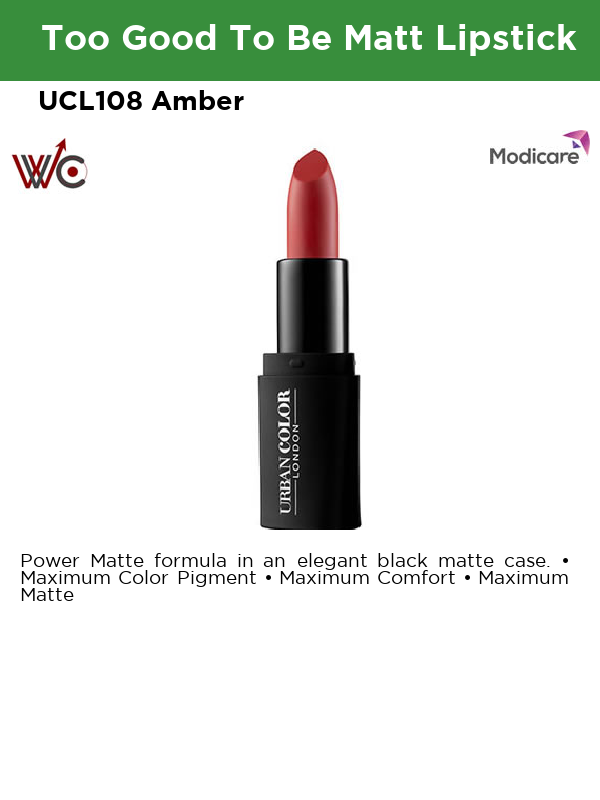 Too Good To Be Matt Lipstick
UCL108 Amber
WC
Modicare
URBAN COLOR
LONDON
Power Matte formula in an elegant black matte case. •
Maximum Color Pigment • Maximum Comfort • Maximum
Matte